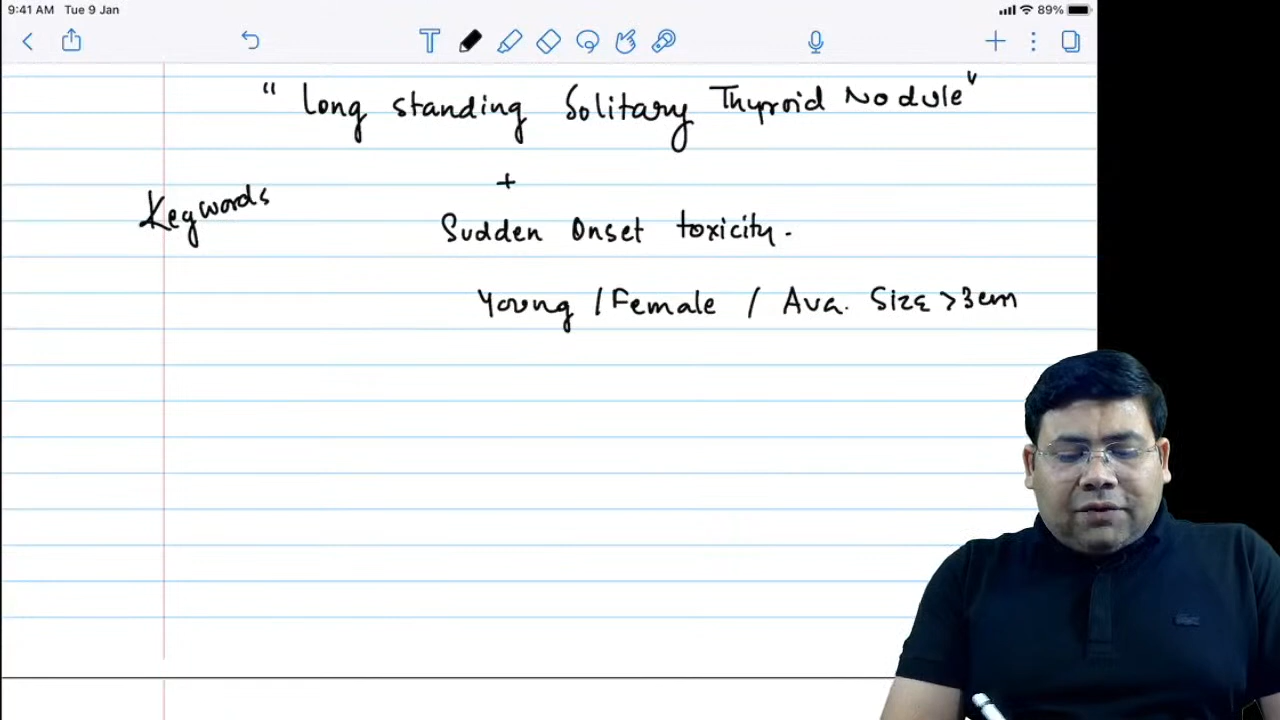 9:41 AM Tue 9 Jan 89%
" Long standing Solitary Thyroid Nodule"
+
Keywords
Sudden Onset toxicity.
Young / Female / Ava. Size >3cm